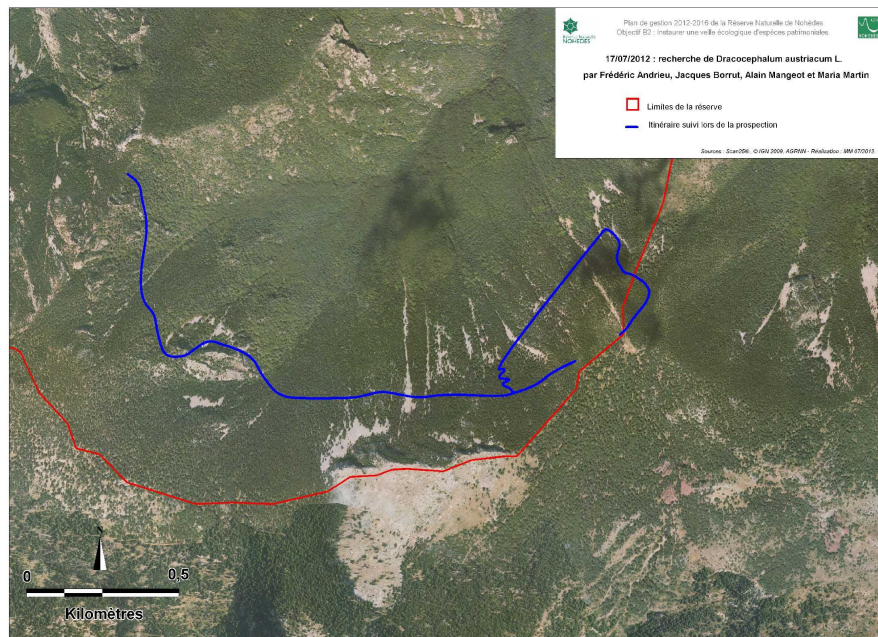 Plan de gestion 2012-2016 de la Réserve Naturelle de Nohèdes
Objectif B2 : Instaurer une veille écologique d'espèces patrimoniales
NOHEDES
17/07/2012 : recherche de Dracocephalum austriacum L.
par Frédéric Andrieu, Jacques Borrut, Alain Mangeot et Maria Martin
Limites de la réserve
Itinéraire suivi lors de la prospection
Sources : Scan25®, © IGN 2009, AGRNN - Réalisation : MM 07/2013
0 0,5
Kilomètres